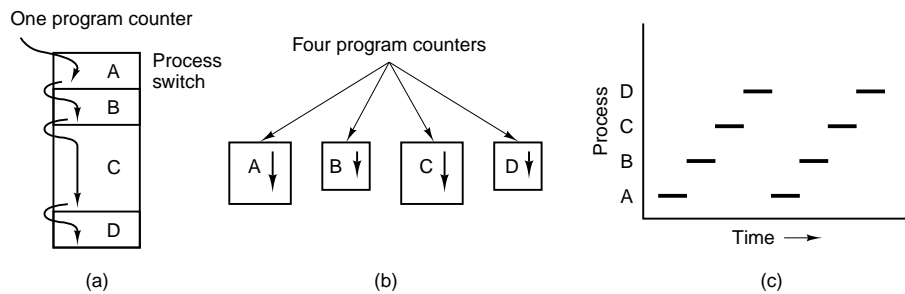 One program counter
Process
switch
A
B
C
D
(a)
Four program counters
A
B
C
D
(b)
Process
D
C
B
A
Time
(c)